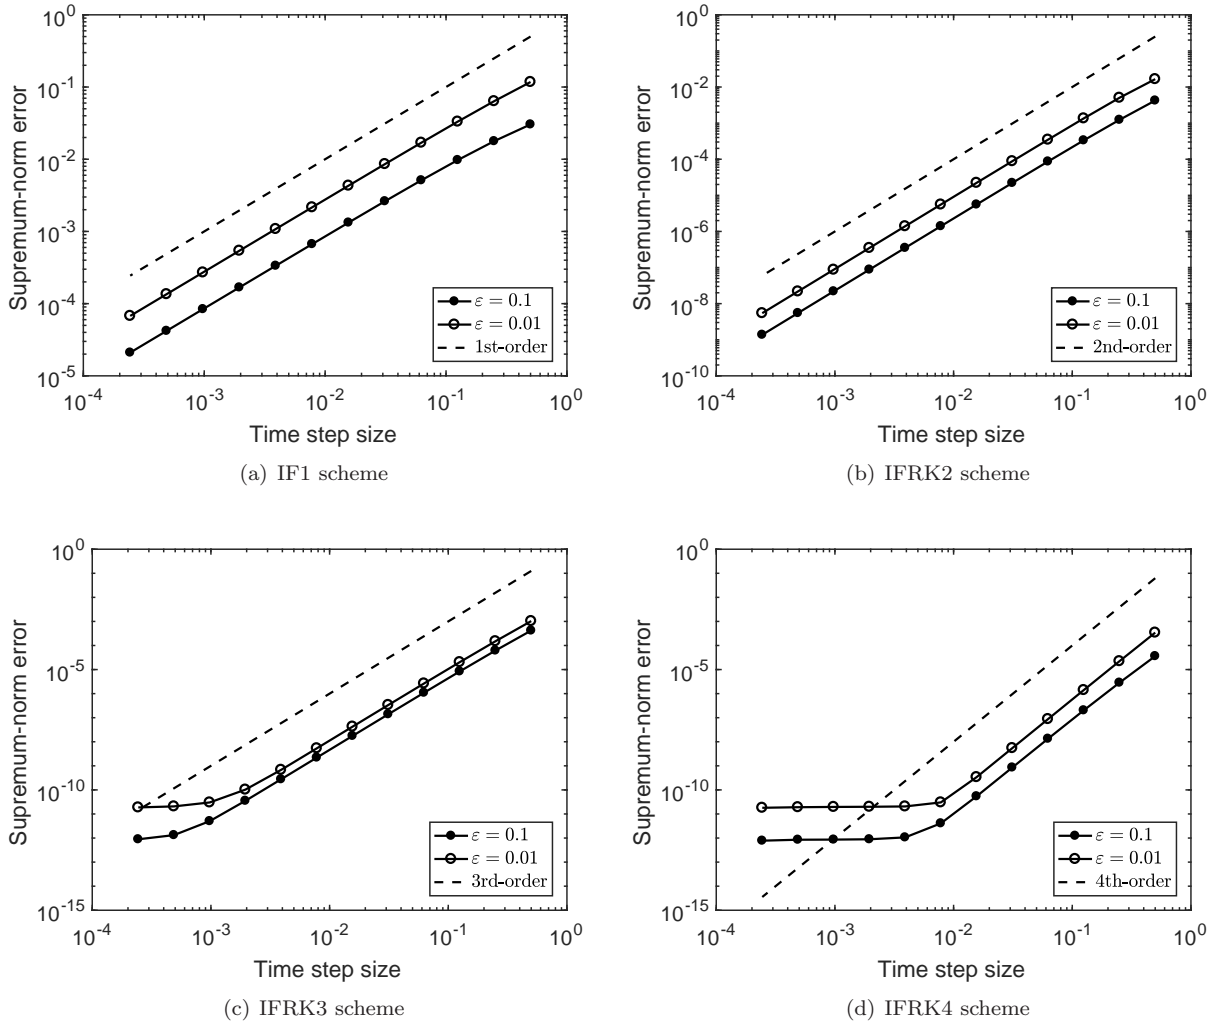 10^0
10^-1
10^-2
10^-3
10^-4
10^-5
Supremum-norm error
ε = 0.1
ε = 0.01
1st-order
10^-4 10^-3 10^-2 10^-1 10^0
Time step size
(a) IF1 scheme
10^0
10^-2
10^-4
10^-6
10^-8
10^-10
Supremum-norm error
ε = 0.1
ε = 0.01
2nd-order
10^-4 10^-3 10^-2 10^-1 10^0
Time step size
(b) IFRK2 scheme
10^0
10^-5
10^-10
10^-15
Supremum-norm error
ε = 0.1
ε = 0.01
3rd-order
10^-4 10^-3 10^-2 10^-1 10^0
Time step size
(c) IFRK3 scheme
10^0
10^-5
10^-10
10^-15
Supremum-norm error
ε = 0.1
ε = 0.01
4th-order
10^-4 10^-3 10^-2 10^-1 10^0
Time step size
(d) IFRK4 scheme